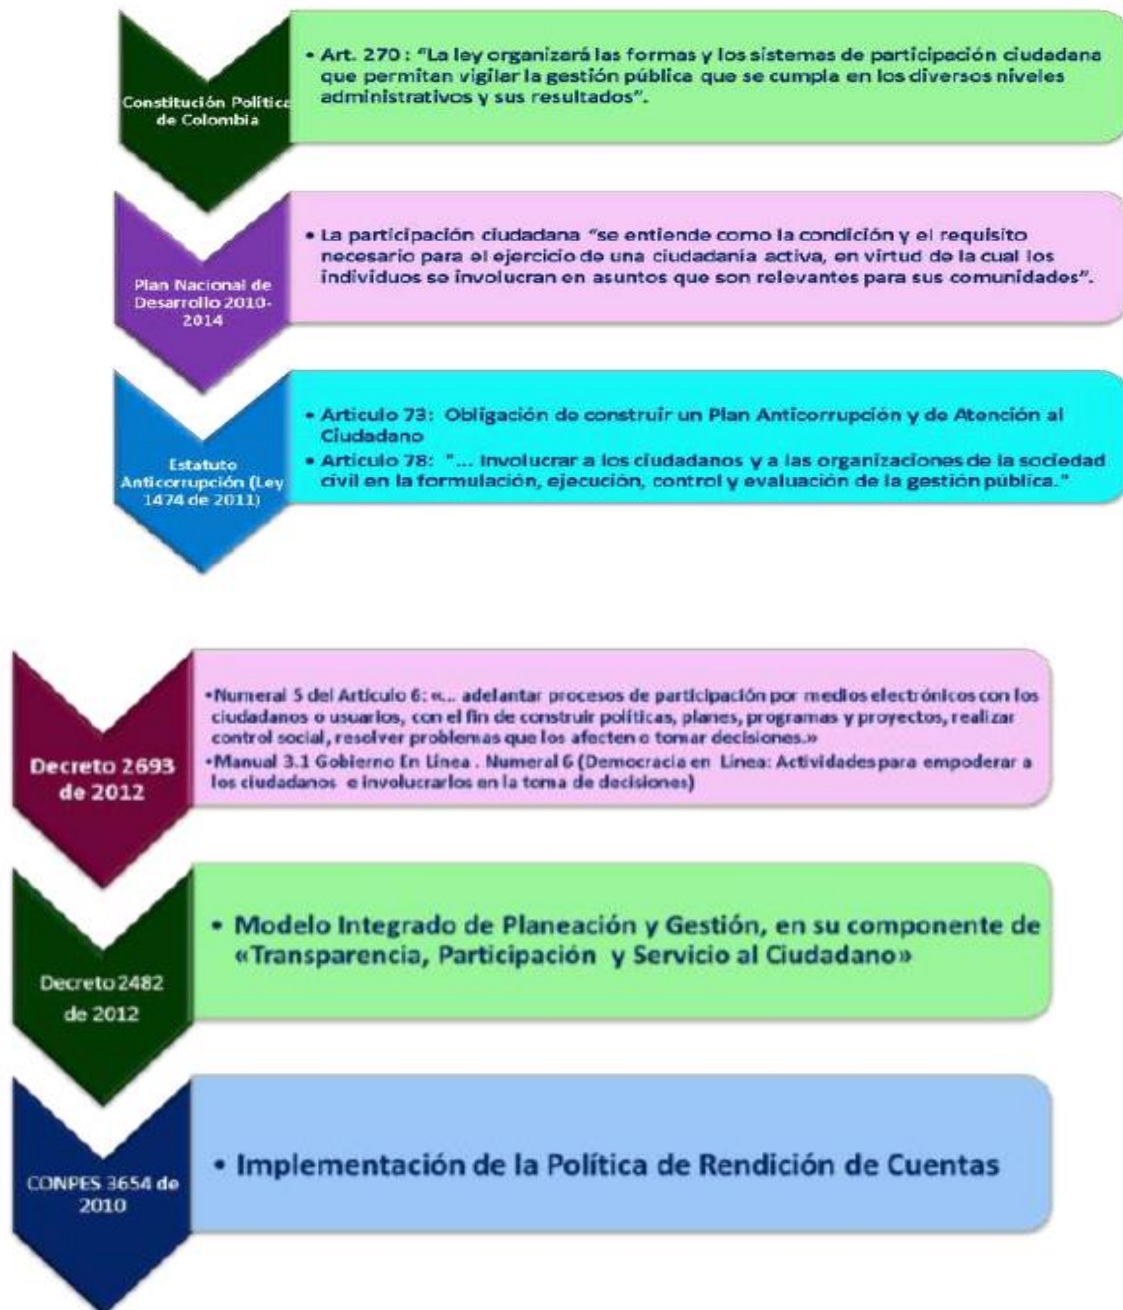 Constitución Política
de Colombia
• Art. 270 : “La ley organizará las formas y los sistemas de participación ciudadana
que permitan vigilar la gestión pública que se cumpla en los diversos niveles
administrativos y sus resultados”.
Plan Nacional de
Desarrollo 2010-
2014
• La participación ciudadana “se entiende como la condición y el requisito
necesario para el ejercicio de una ciudadanía activa, en virtud de la cual los
individuos se involucran en asuntos que son relevantes para sus comunidades”.
Estatuto
Anticorrupción (Ley
1474 de 2011)
• Articulo 73: Obligación de construir un Plan Anticorrupción y de Atención al
Ciudadano
• Articulo 78: "... Involucrar a los ciudadanos y a las organizaciones de la sociedad
civil en la formulación, ejecución, control y evaluación de la gestión pública."
Decreto 2693
de 2012
•Numeral 5 del Articulo 6: «... adelantar procesos de participación por medios electrónicos con los
ciudadanos o usuarios, con el fin de construir políticas, planes, programas y proyectos, realizar
control social, resolver problemas que los afecten o tomar decisiones.»
•Manual 3.1 Gobierno En Linea . Numeral 6 (Democracia en Linea: Actividades para empoderar a
los ciudadanos e involucrarlos en la toma de decisiones)
Decreto 2482
de 2012
• Modelo Integrado de Planeación y Gestión, en su componente de
«Transparencia, Participación y Servicio al Ciudadano»
CONPES 3654 de
2010
• Implementación de la Política de Rendición de Cuentas